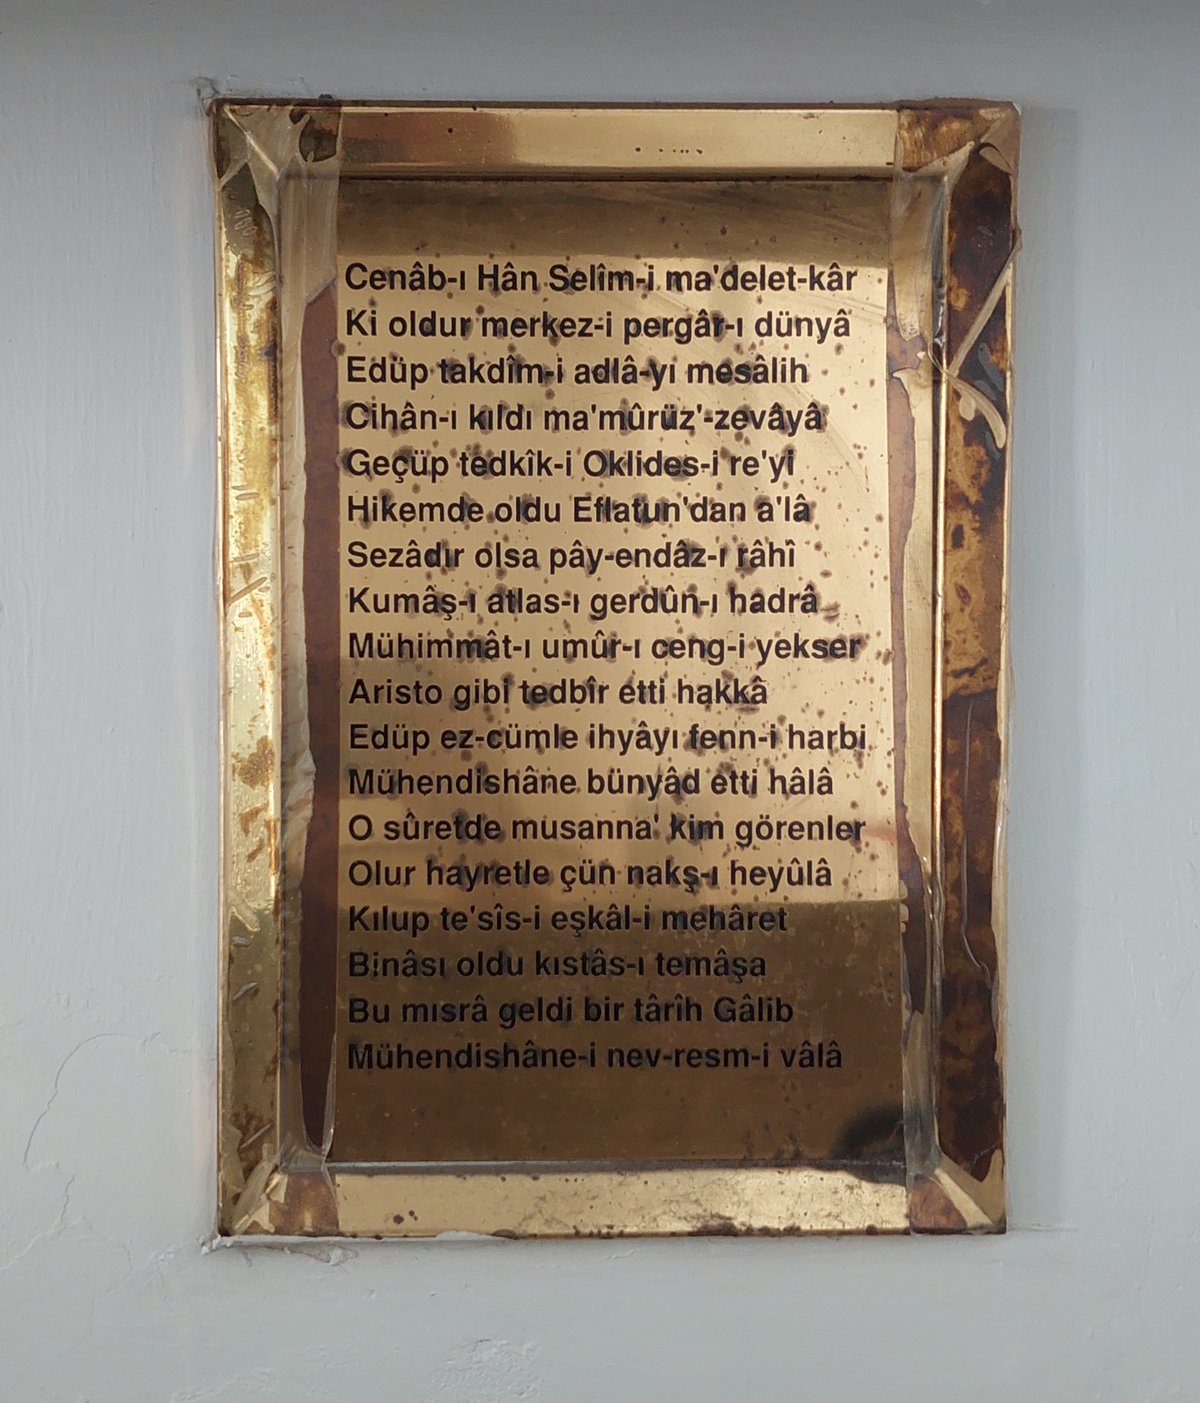 Cenâb-ı Hân Selîm-i ma'delet-kâr
Ki oldur merkez-i pergâr-ı dünyâ
Edüp takdîm-i adlâ-yı mesâlih
Cihân-ı kıldı ma'mûrüz'-zevâyâ
Geçüp tedkîk-i Oklides-i re'yi
Hikemde oldu Eflatun'dan a'lâ
Sezâdır olsa pây-endâz-ı râhî
Kumâş-ı atlas-ı gerdûn-ı hadrâ
Mühimmât-ı umûr-ı ceng-i yekser
Aristo gibi tedbîr etti hakkâ
Edüp ez-cümle ihyâyı fenn-i harbi
Mühendishâne bünyâd etti hâlâ
O sûretde musanna' kim görenler
Olur hayretle çün nakş-ı heyûlâ
Kılup te'sîs-i eşkâl-i mehâret
Binâsı oldu kıstâs-ı temâşa
Bu mısrâ geldi bir târîh Gâlib
Mühendishâne-i nev-resm-i vâlâ